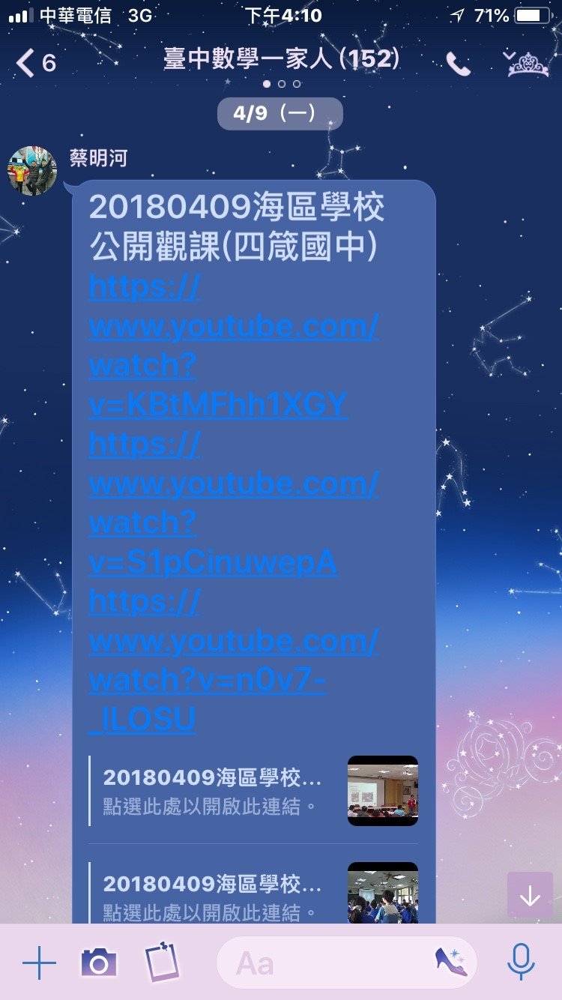 中華電信 3G 下午4:10 71%
6 臺中數學一家人(152)
4/9（一）
蔡明河
20180409海區學校
公開觀課(四箴國中)
https://
www.youtube.com/
watch?
v=KBtMFhh1XGY
https://
www.youtube.com/
watch?
v=S1pCinuwepA
https://
www.youtube.com/
watch?v=n0v7-
_ILOSU
20180409海區學校...
點選此處以開啟此連結。
20180409海區學校...
點選此處以開啟此連結。
Aa